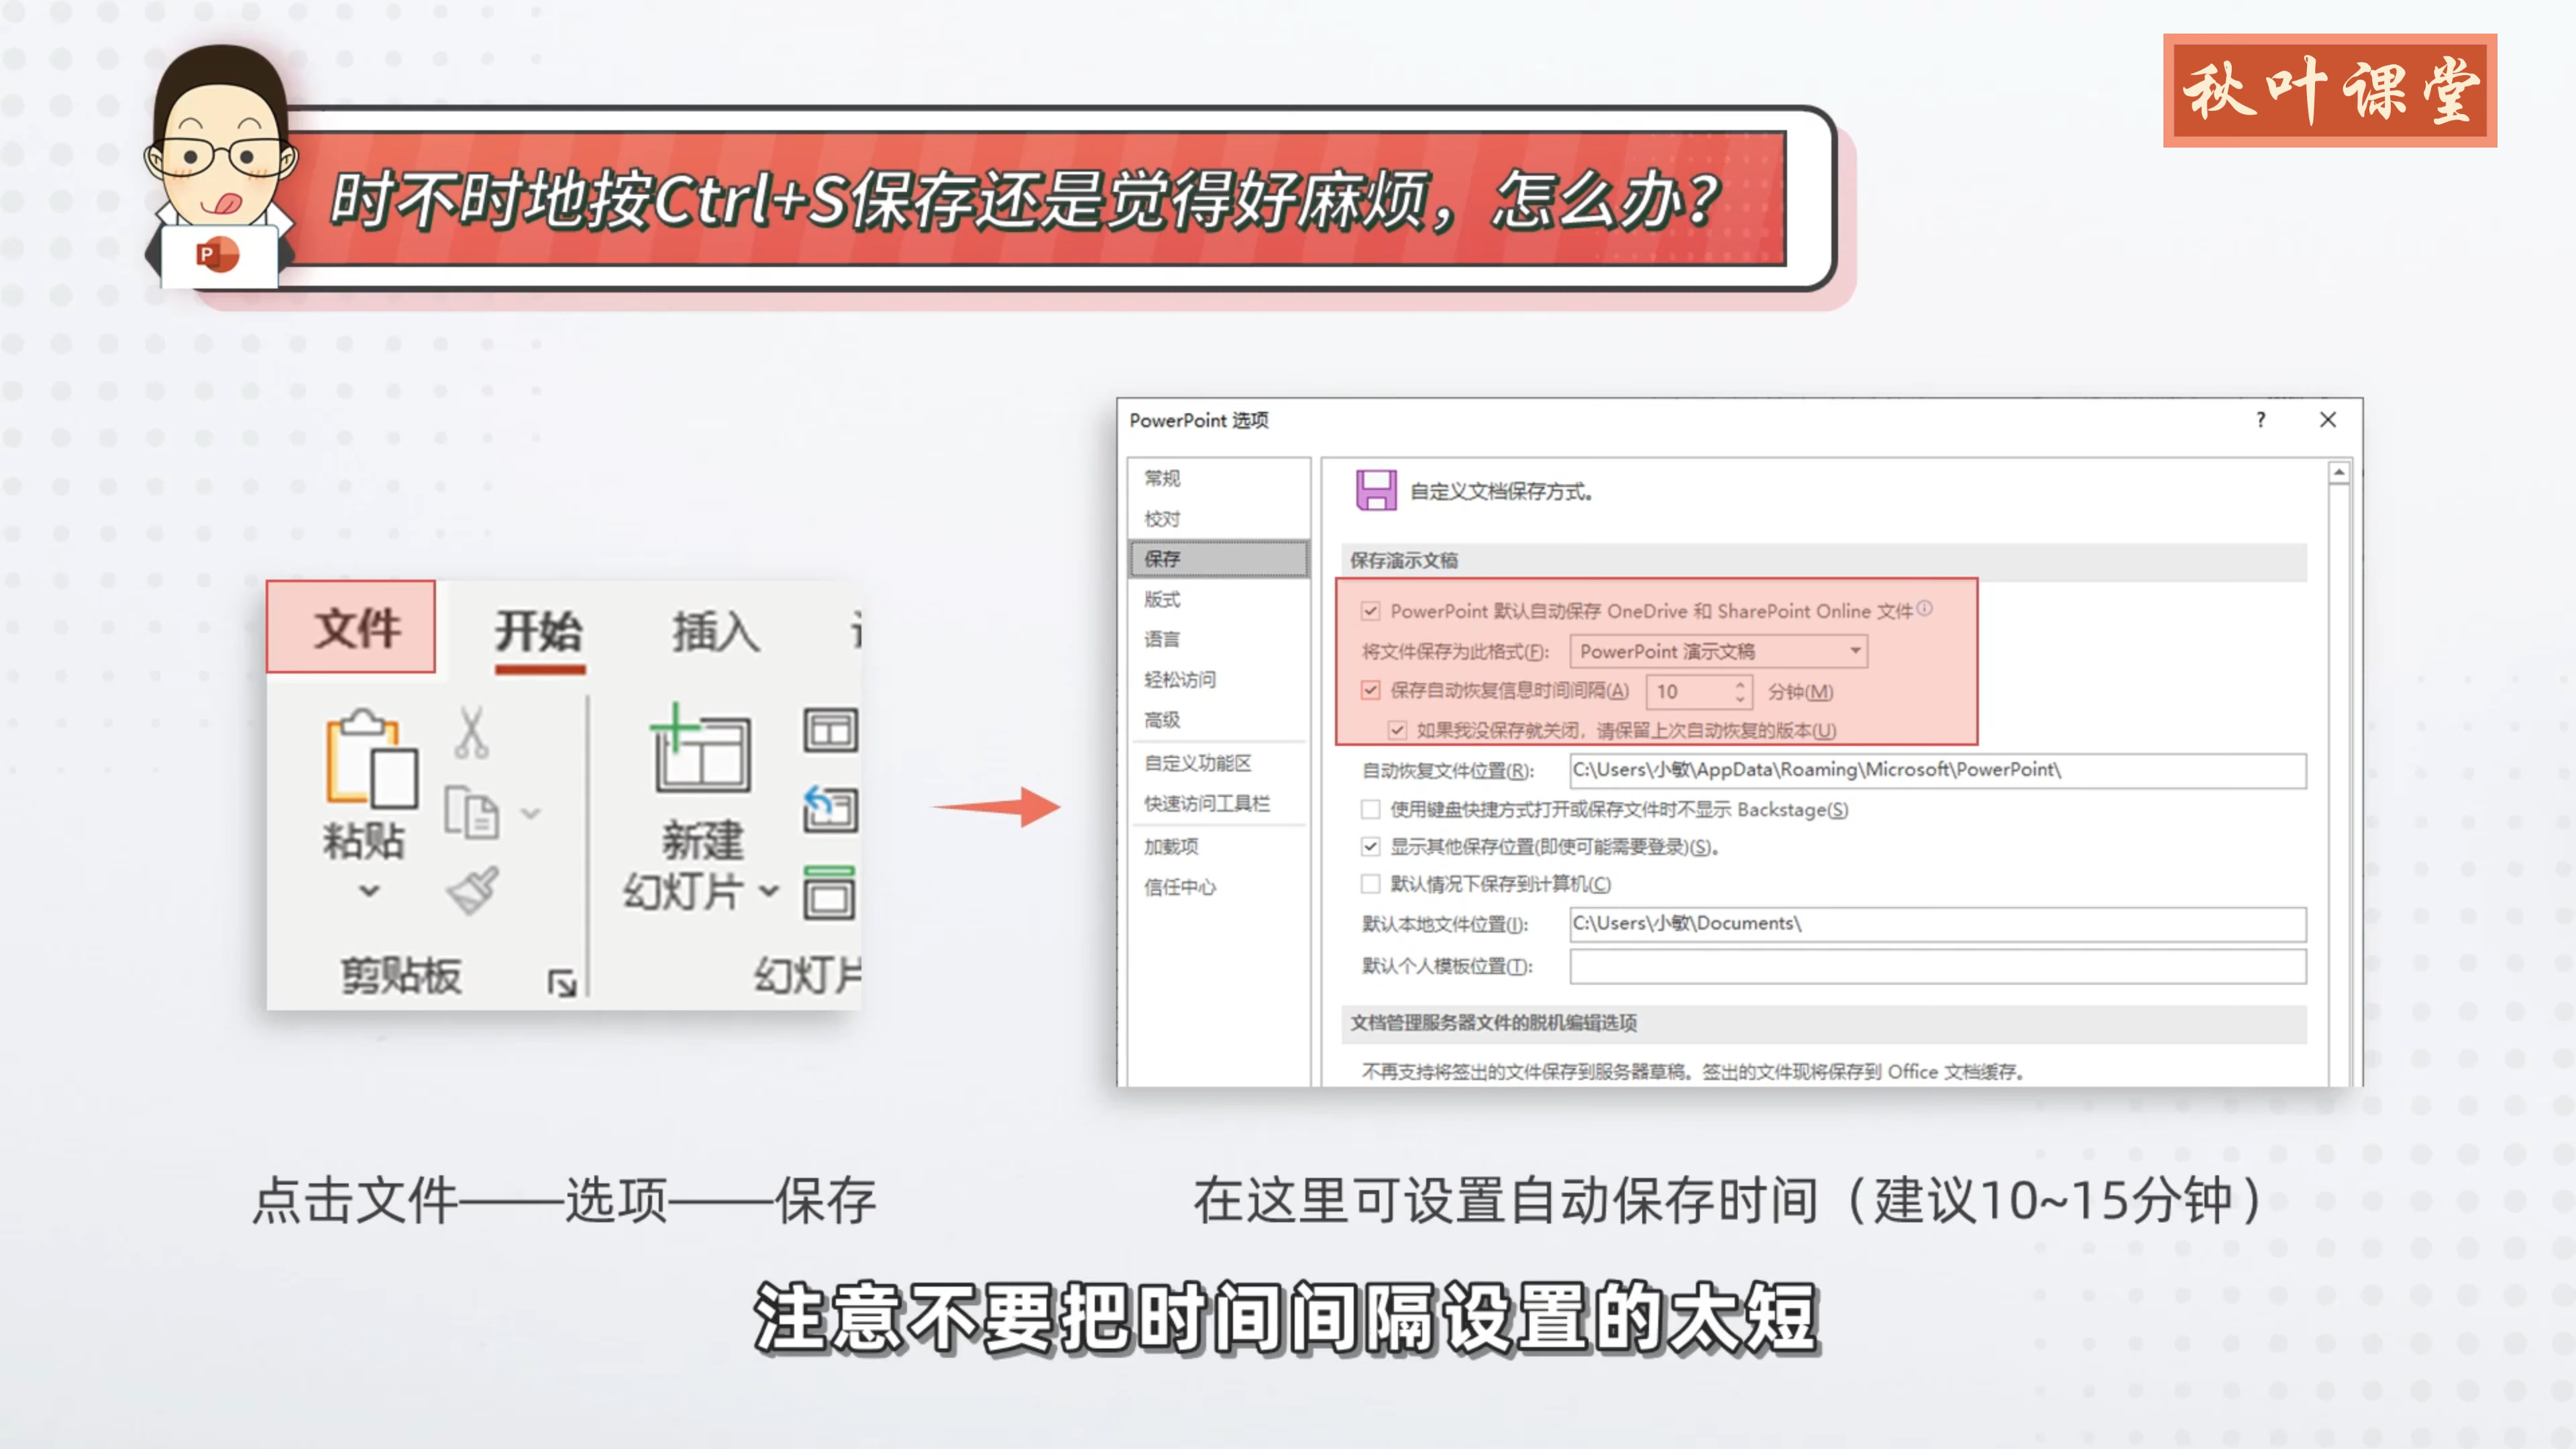 秋叶课堂
时不时地按Ctrl+S保存还是觉得好麻烦，怎么办？
P
文件 开始 插入
粘贴
新建
幻灯片
剪贴板
幻灯片
PowerPoint 选项
?
常规
校对
保存
版式
语言
轻松访问
高级
自定义功能区
快速访问工具栏
加载项
信任中心
自定义文档保存方式。
保存演示文稿
PowerPoint 默认自动保存 OneDrive 和 SharePoint Online 文件
将文件保存为此格式(F): PowerPoint 演示文稿
保存自动恢复信息时间间隔(A) 10 分钟(M)
如果我没保存就关闭，请保留上次自动恢复的版本(U)
自动恢复文件位置(R): C:\Users\小敏\AppData\Roaming\Microsoft\PowerPoint\
使用键盘快捷方式打开或保存文件时不显示 Backstage(S)
显示其他保存位置(即使可能需要登录)(S)。
默认情况下保存到计算机(C)
默认本地文件位置(I): C:\Users\小敏\Documents\
默认个人模板位置(T):
文档管理服务器文件的脱机编辑选项
不再支持将签出的文件保存到服务器草稿。签出的文件现将保存到 Office 文档缓存。
点击文件——选项——保存
在这里可设置自动保存时间（建议10~15分钟）
注意不要把时间间隔设置的太短